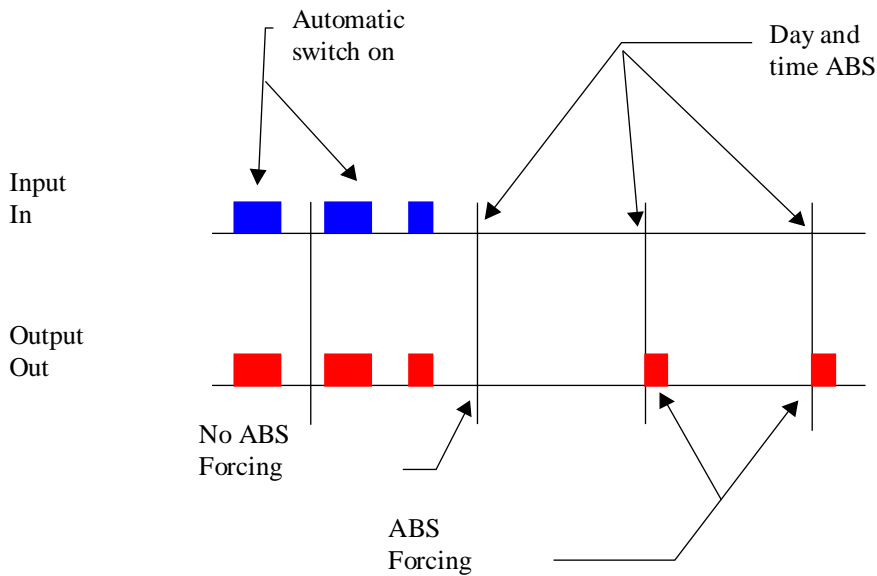 Automatic
switch on
Day and
time ABS
Input
In
Output
Out
No ABS
Forcing
ABS
Forcing